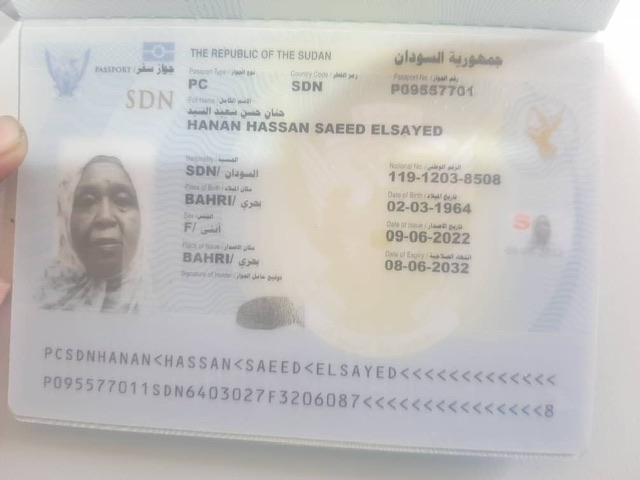 THE REPUBLIC OF THE SUDAN جمهورية السودان
PASSPORT / جواز سفر
Passport Type / نوع الجواز Country Code / رمز القطر Passport No. / رقم الجواز
PC SDN P09557701
SDN
Full Name / الاسم الكامل
حنان حسن سعيد السيد
HANAN HASSAN SAEED ELSAYED
Nationality / الجنسية National No. / الرقم الوطني
SDN/ السودان 119-1203-8508
Place of Birth / مكان الميلاد Date of Birth / تاريخ الميلاد
BAHRI/ بحري 02-03-1964
Sex / الجنس Date of Issue / تاريخ الاصدار
F/ أنثى 09-06-2022
Place of Issue / مكان الاصدار Date of Expiry /
BAHRI/ بحري 08-06-2032
Signature of Holder / توقيع حامل الجواز
PCSDNHANAN<HASSAN<SAEED<ELSAYED<<<<<<<<<<<<<
P095577011SDN6403027F3206087<<<<<<<<<<<<<<<8